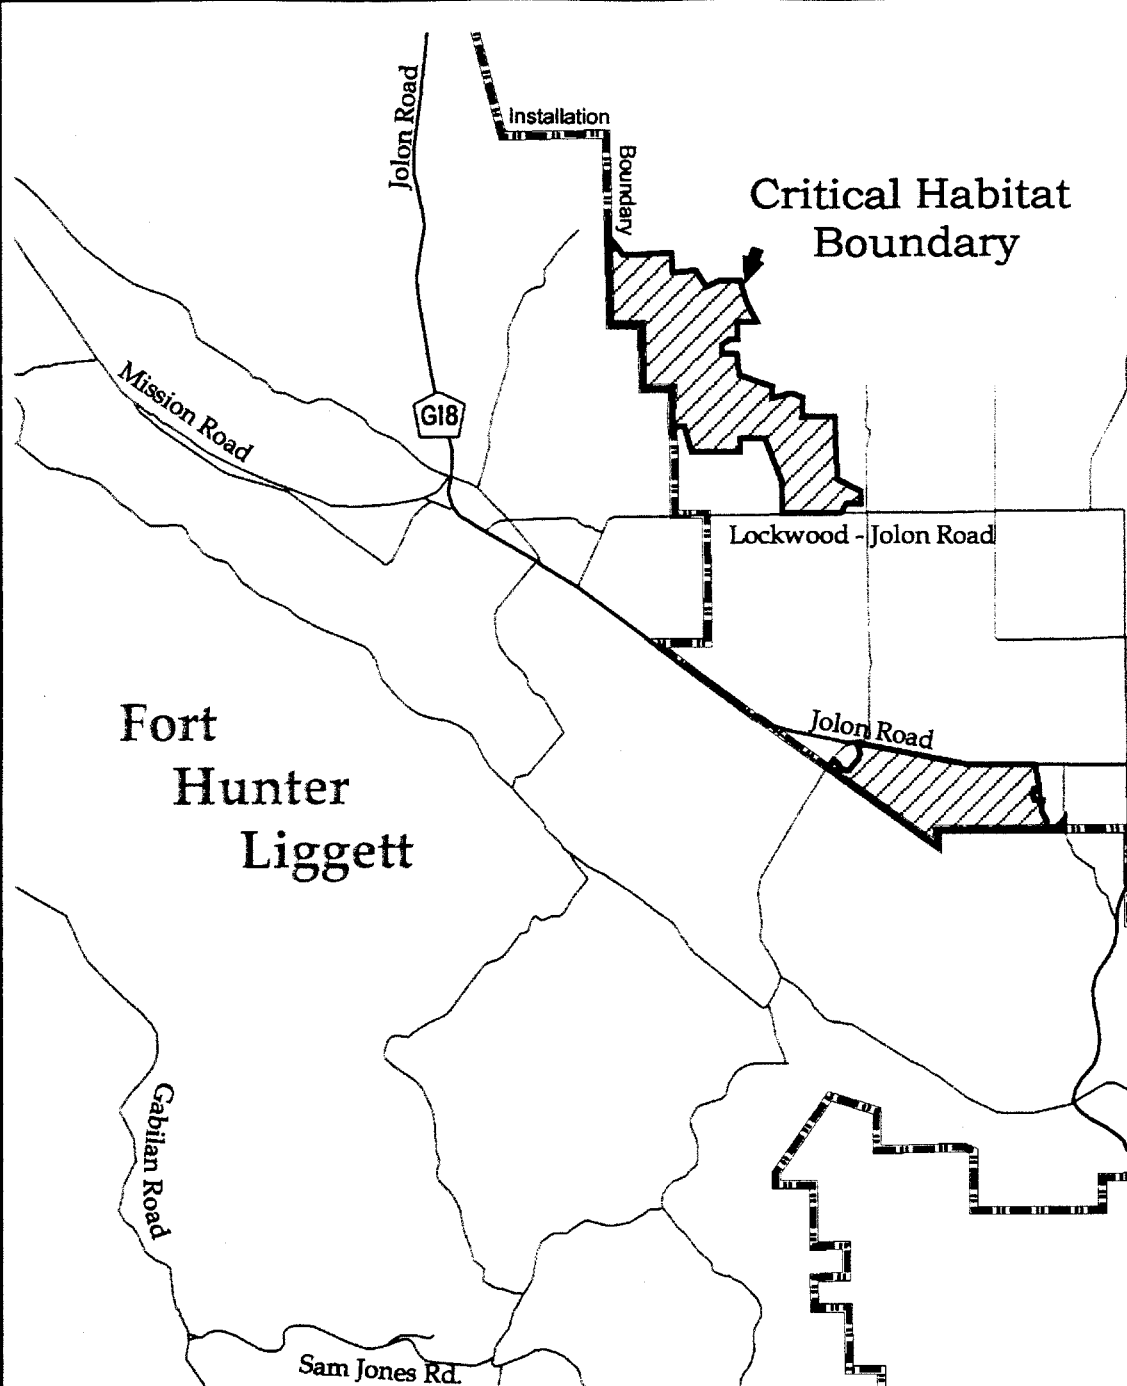 Jolon Road
Installation
Boundary
Critical Habitat
Boundary
Mission Road
G18
Lockwood - Jolon Road
Jolon Road
Fort
Hunter
Liggett
Gabilan Road
Sam Jones Rd.